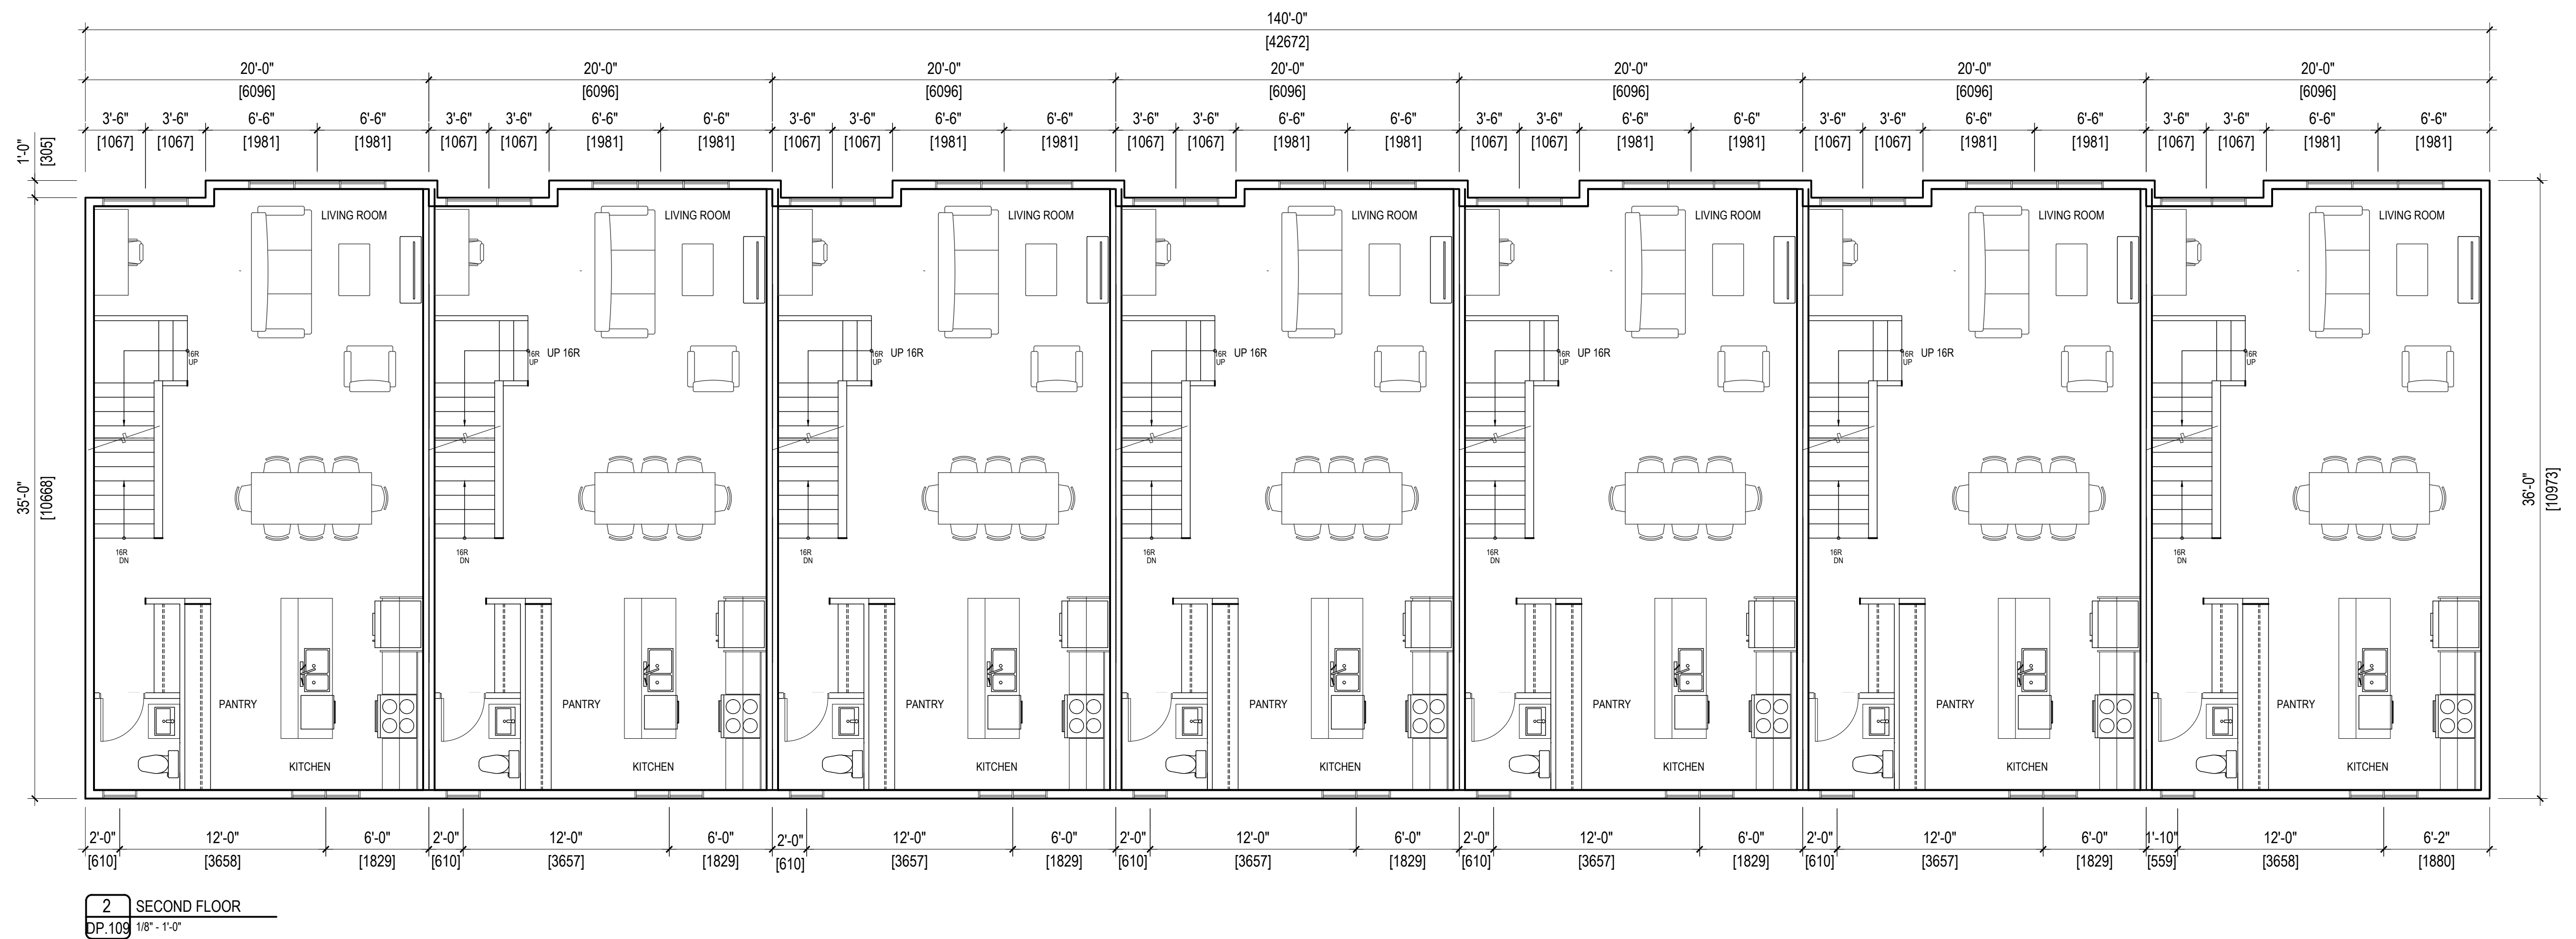 140'-0"
[42672]
20'-0" 20'-0" 20'-0" 20'-0" 20'-0" 20'-0" 20'-0"
[6096] [6096] [6096] [6096] [6096] [6096] [6096]
3'-6" 3'-6" 6'-6" 6'-6" 3'-6" 3'-6" 6'-6" 6'-6" 3'-6" 3'-6" 6'-6" 6'-6" 3'-6" 3'-6" 6'-6" 6'-6" 3'-6" 3'-6" 6'-6" 6'-6" 3'-6" 3'-6" 6'-6" 6'-6" 3'-6" 3'-6" 6'-6" 6'-6"
[1067] [1067] [1981] [1981] [1067] [1067] [1981] [1981] [1067] [1067] [1981] [1981] [1067] [1067] [1981] [1981] [1067] [1067] [1981] [1981] [1067] [1067] [1981] [1981] [1067] [1067] [1981] [1981]
1'-0"
[305]
LIVING ROOM LIVING ROOM LIVING ROOM LIVING ROOM LIVING ROOM LIVING ROOM LIVING ROOM
16R 16R UP 16R 16R UP 16R 16R UP 16R 16R UP 16R 16R UP 16R 16R
UP UP UP UP UP UP UP
35'-0"
[10668]
36'-0"
[10973]
16R 16R 16R 16R 16R 16R 16R
DN DN DN DN DN DN DN
PANTRY PANTRY PANTRY PANTRY PANTRY PANTRY PANTRY
KITCHEN KITCHEN KITCHEN KITCHEN KITCHEN KITCHEN KITCHEN
2'-0" 12'-0" 6'-0" 2'-0" 12'-0" 6'-0" 2'-0" 12'-0" 6'-0" 2'-0" 12'-0" 6'-0" 2'-0" 12'-0" 6'-0" 2'-0" 12'-0" 6'-0" 1'-10" 12'-0" 6'-2"
[610] [3658] [1829] [610] [3657] [1829] [610] [3657] [1829] [610] [3657] [1829] [610] [3657] [1829] [610] [3657] [1829] [559] [3658] [1880]
2 SECOND FLOOR
DP.109 1/8" - 1'-0"